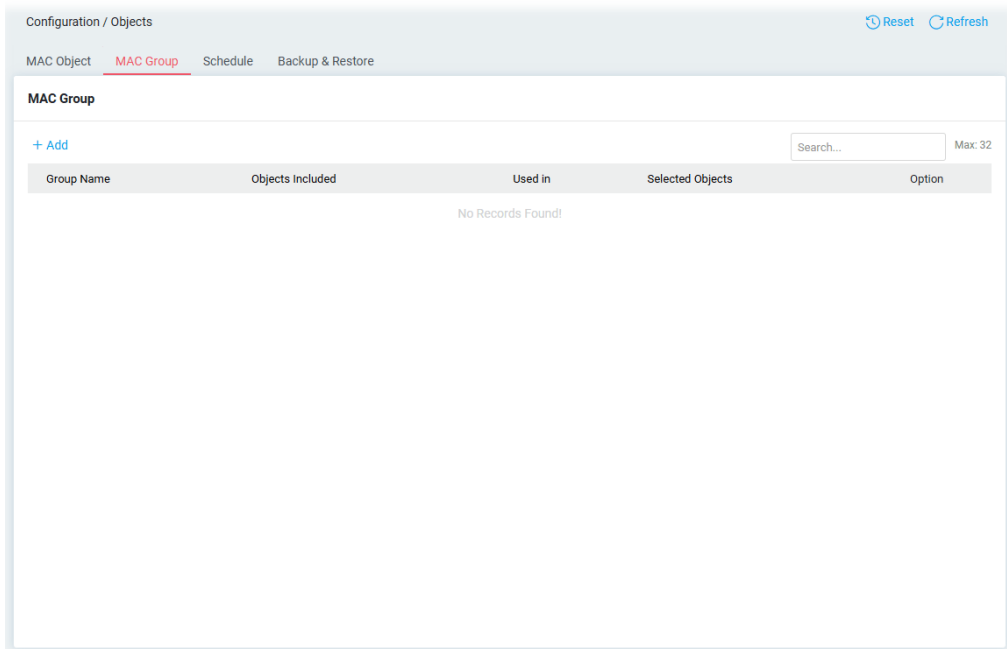 Configuration / Objects Reset Refresh
MAC Object MAC Group Schedule Backup & Restore
MAC Group
+ Add Search... Max: 32
Group Name Objects Included Used in Selected Objects Option
No Records Found!